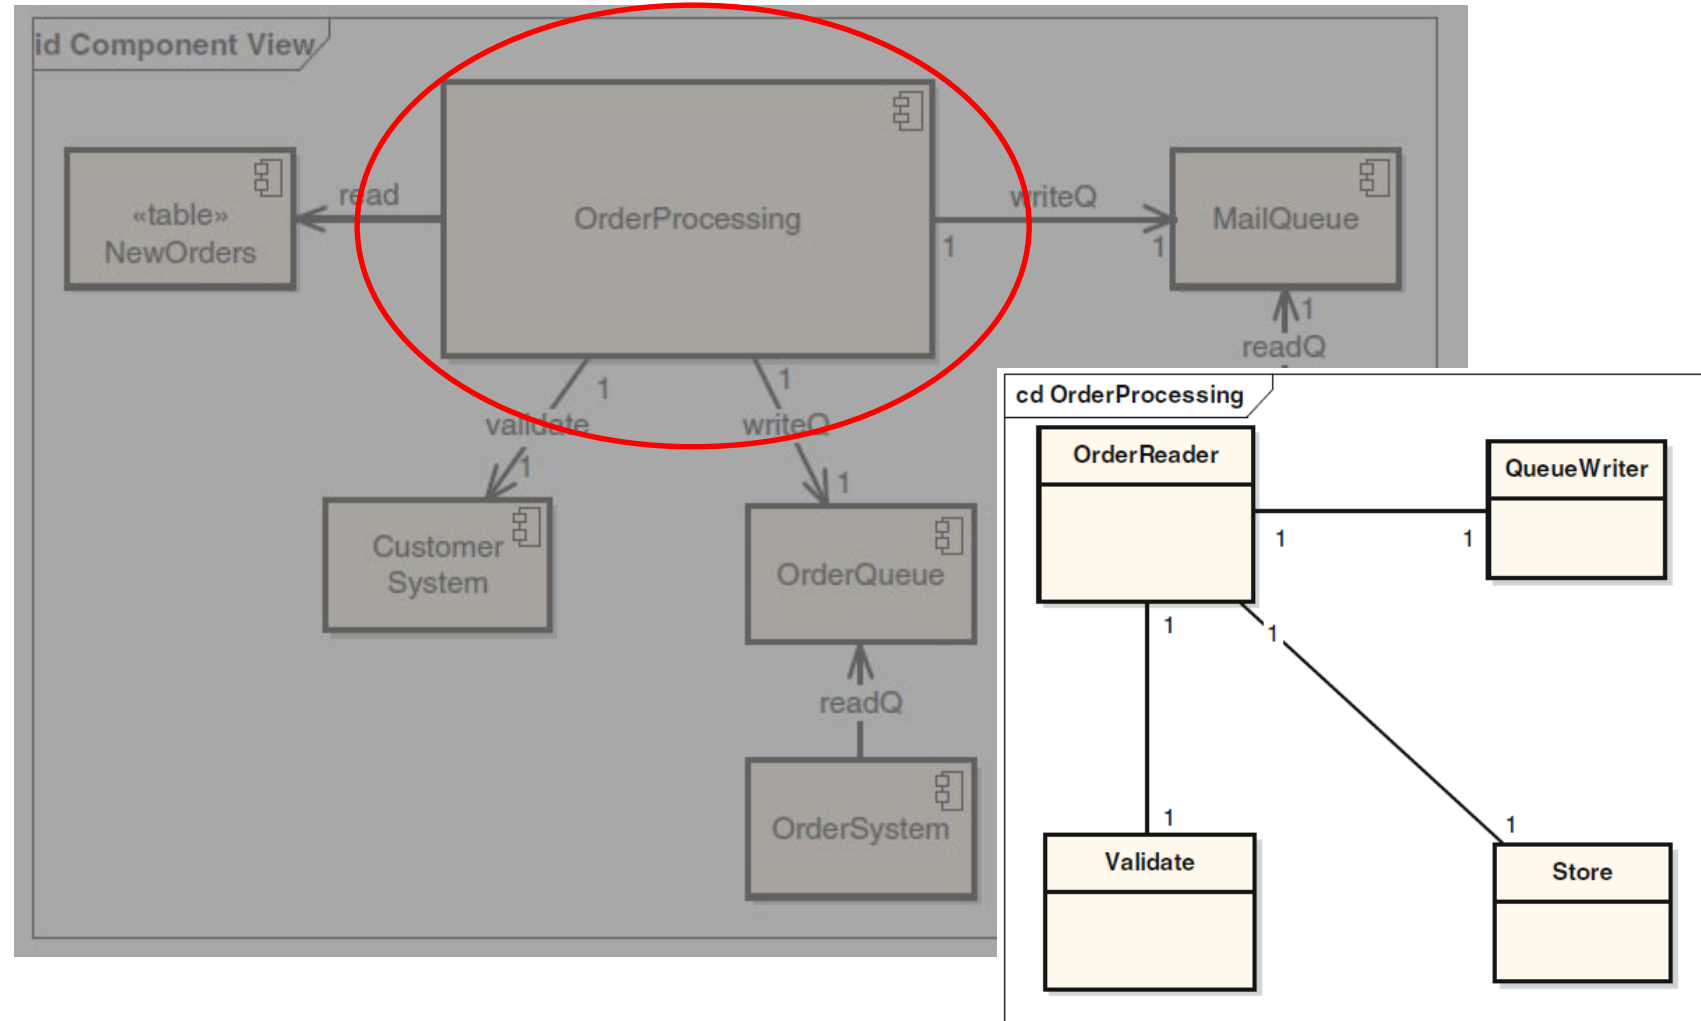 id Component View
«table»
NewOrders
read
OrderProcessing
writeQ
1
1
MailQueue
1
readQ
1
validate
1
1
writeQ
1
Customer
System
OrderQueue
readQ
OrderSystem
cd OrderProcessing
OrderReader
QueueWriter
1
1
1
1
1
1
Validate
Store